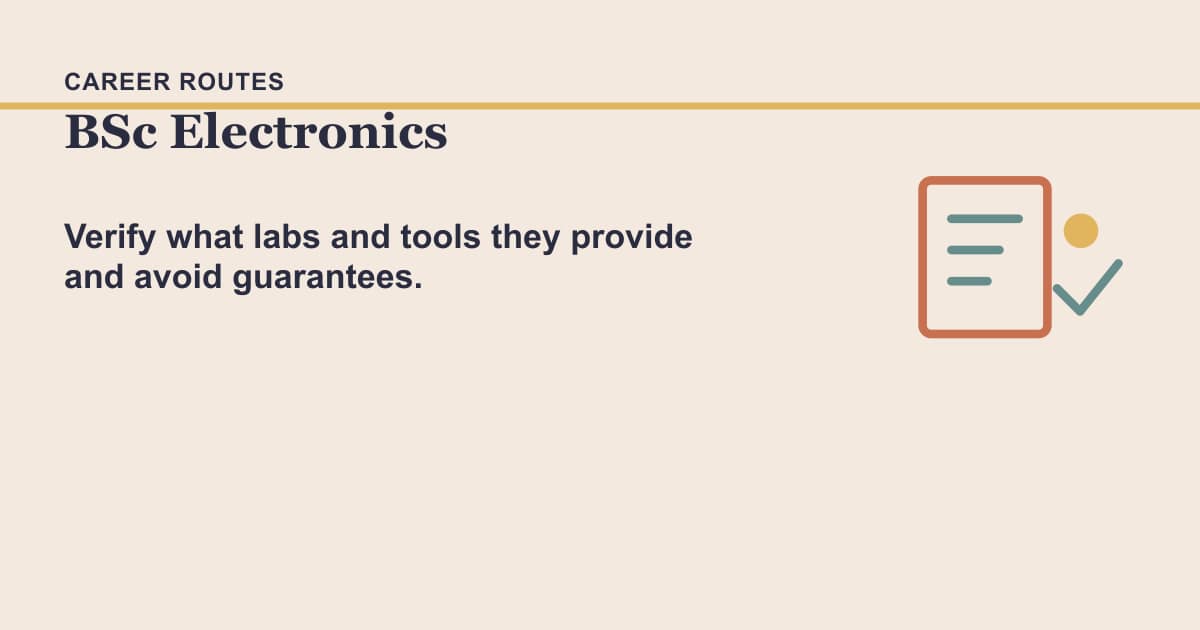 CAREER ROUTES
BSc Electronics
Verify what labs and tools they provide
and avoid guarantees.